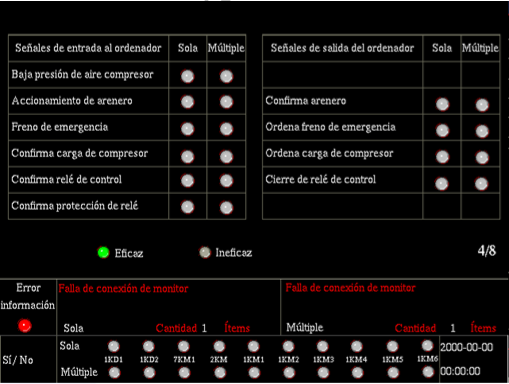 Señales de entrada al ordenador Sola Múltiple
Baja presión de aire compresor
Accionamiento de arenero
Freno de emergencia
Confirma carga de compresor
Confirma relé de control
Confirma protección de relé
Señales de salida del ordenador Sola Múltiple
Confirma arenero
Ordena freno de emergencia
Ordena carga de compresor
Cierre de relé de control
Eficaz Ineficaz 4/8
Error
información
Falla de conexión de monitor
Sola Cantidad 1 Ítems
Falla de conexión de monitor
Múltiple Cantidad 1 Ítems
Sí/ No
Sola
1KD1 1KD2 7KM1 2KM 1KM1 1KM2 1KM3 1KM4 1KM5 1KM6
Múltiple
2000-00-00
00:00:00